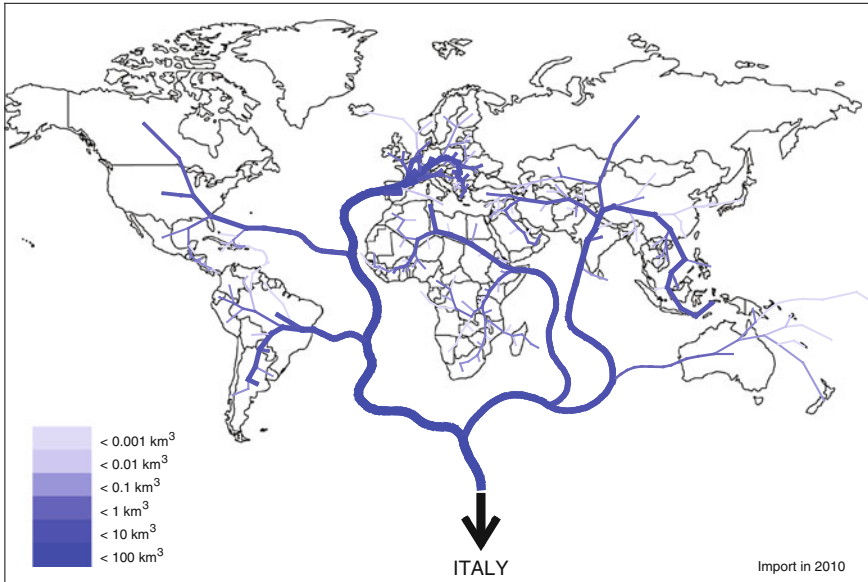 < 0.001 km³
< 0.01 km³
< 0.1 km³
< 1 km³
< 10 km³
< 100 km³
ITALY
Import in 2010